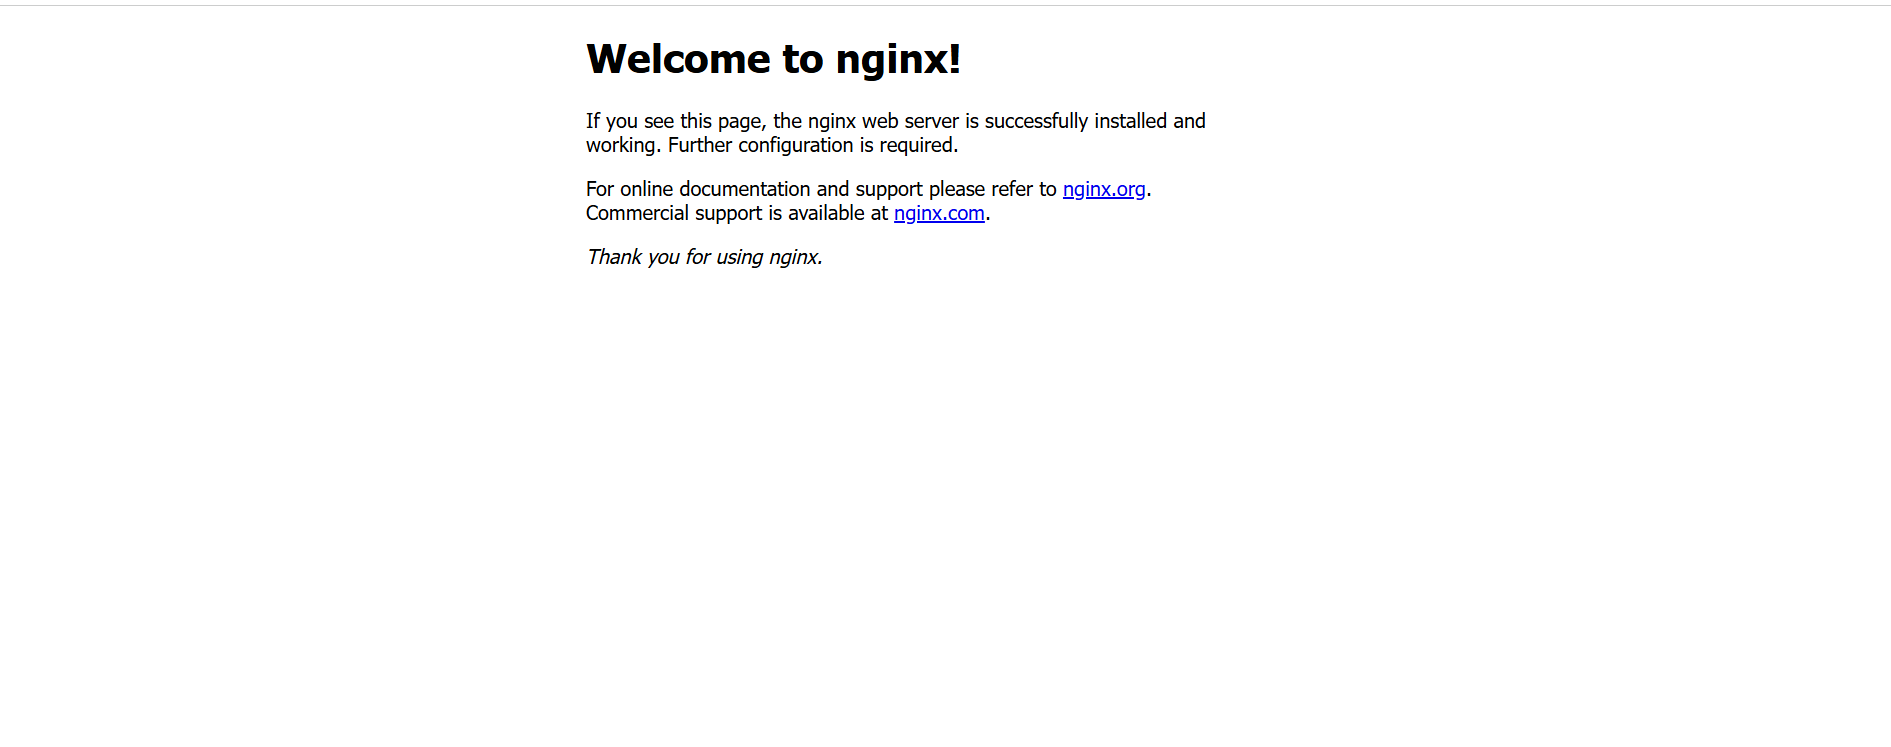 Welcome to nginx!
If you see this page, the nginx web server is successfully installed and
working. Further configuration is required.
For online documentation and support please refer to nginx.org.
Commercial support is available at nginx.com.
Thank you for using nginx.